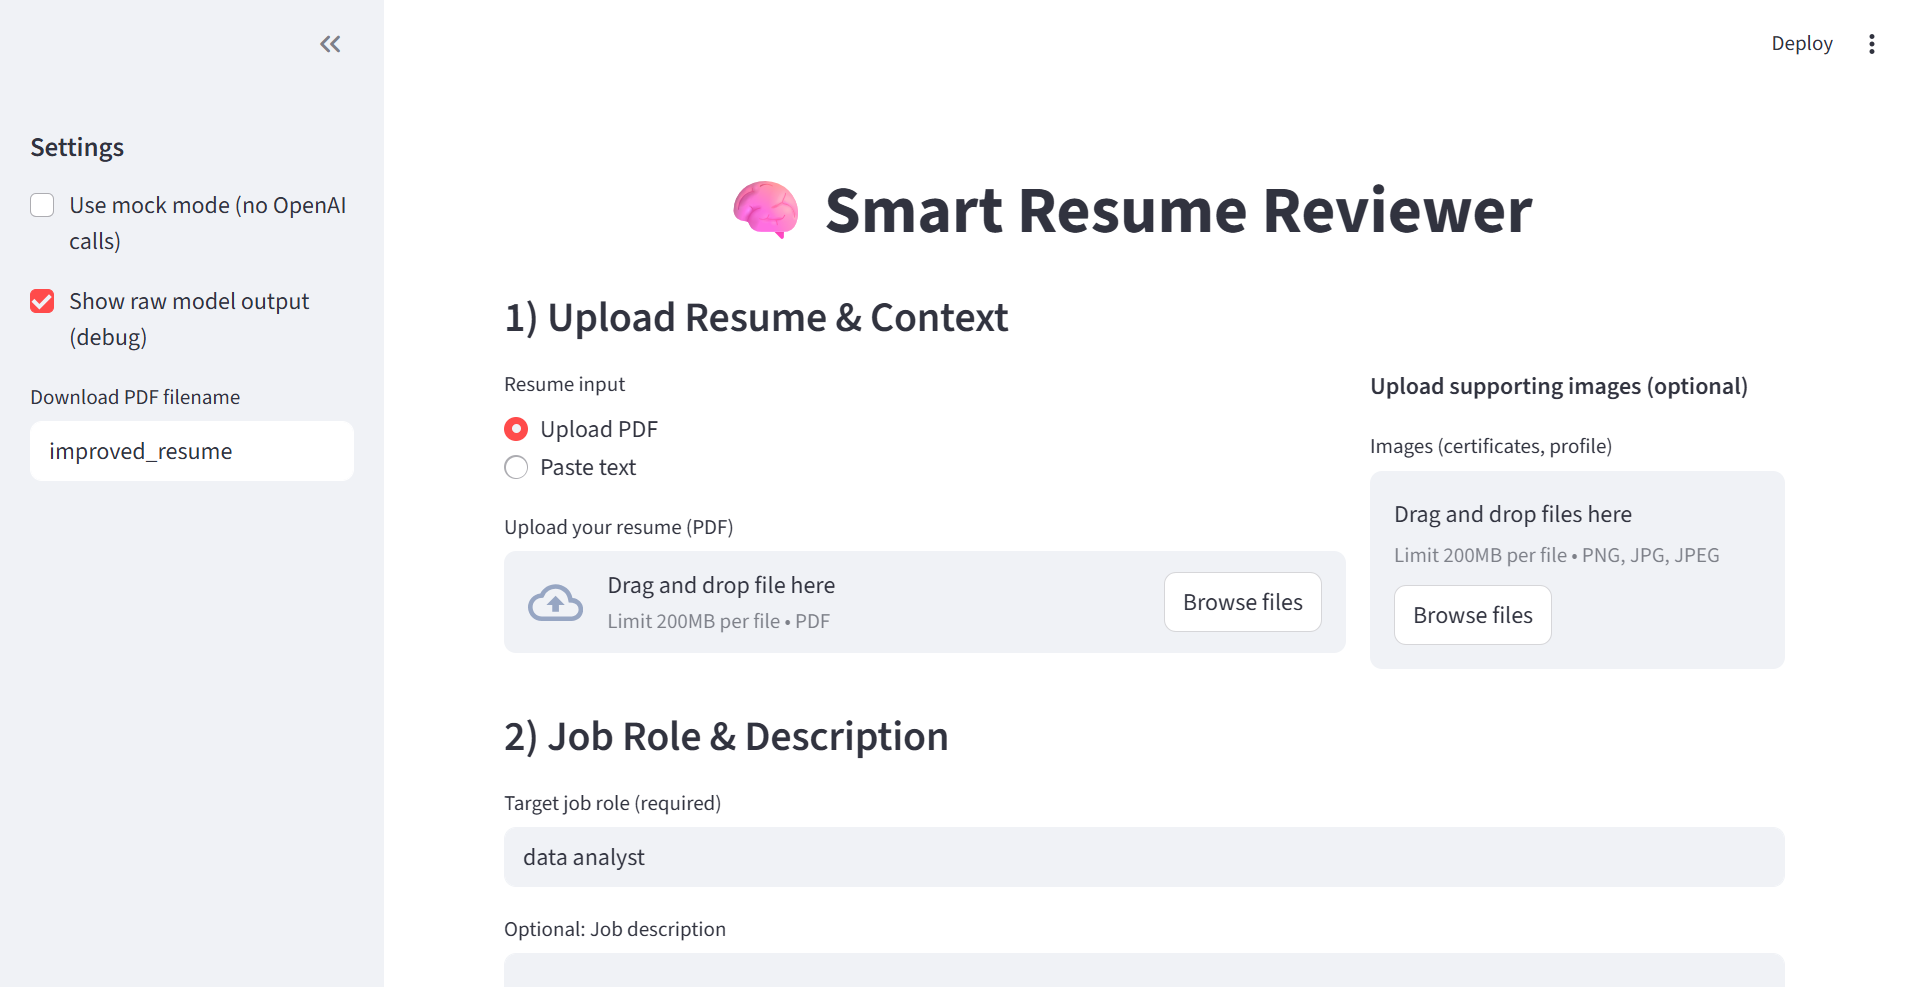 Deploy
Settings
Use mock mode (no OpenAI
calls)
Show raw model output
(debug)
Download PDF filename
improved_resume
Smart Resume Reviewer
1) Upload Resume & Context
Resume input
Upload PDF
Paste text
Upload your resume (PDF)
Drag and drop file here
Limit 200MB per file • PDF
Browse files
Upload supporting images (optional)
Images (certificates, profile)
Drag and drop files here
Limit 200MB per file • PNG, JPG, JPEG
Browse files
2) Job Role & Description
Target job role (required)
data analyst
Optional: Job description